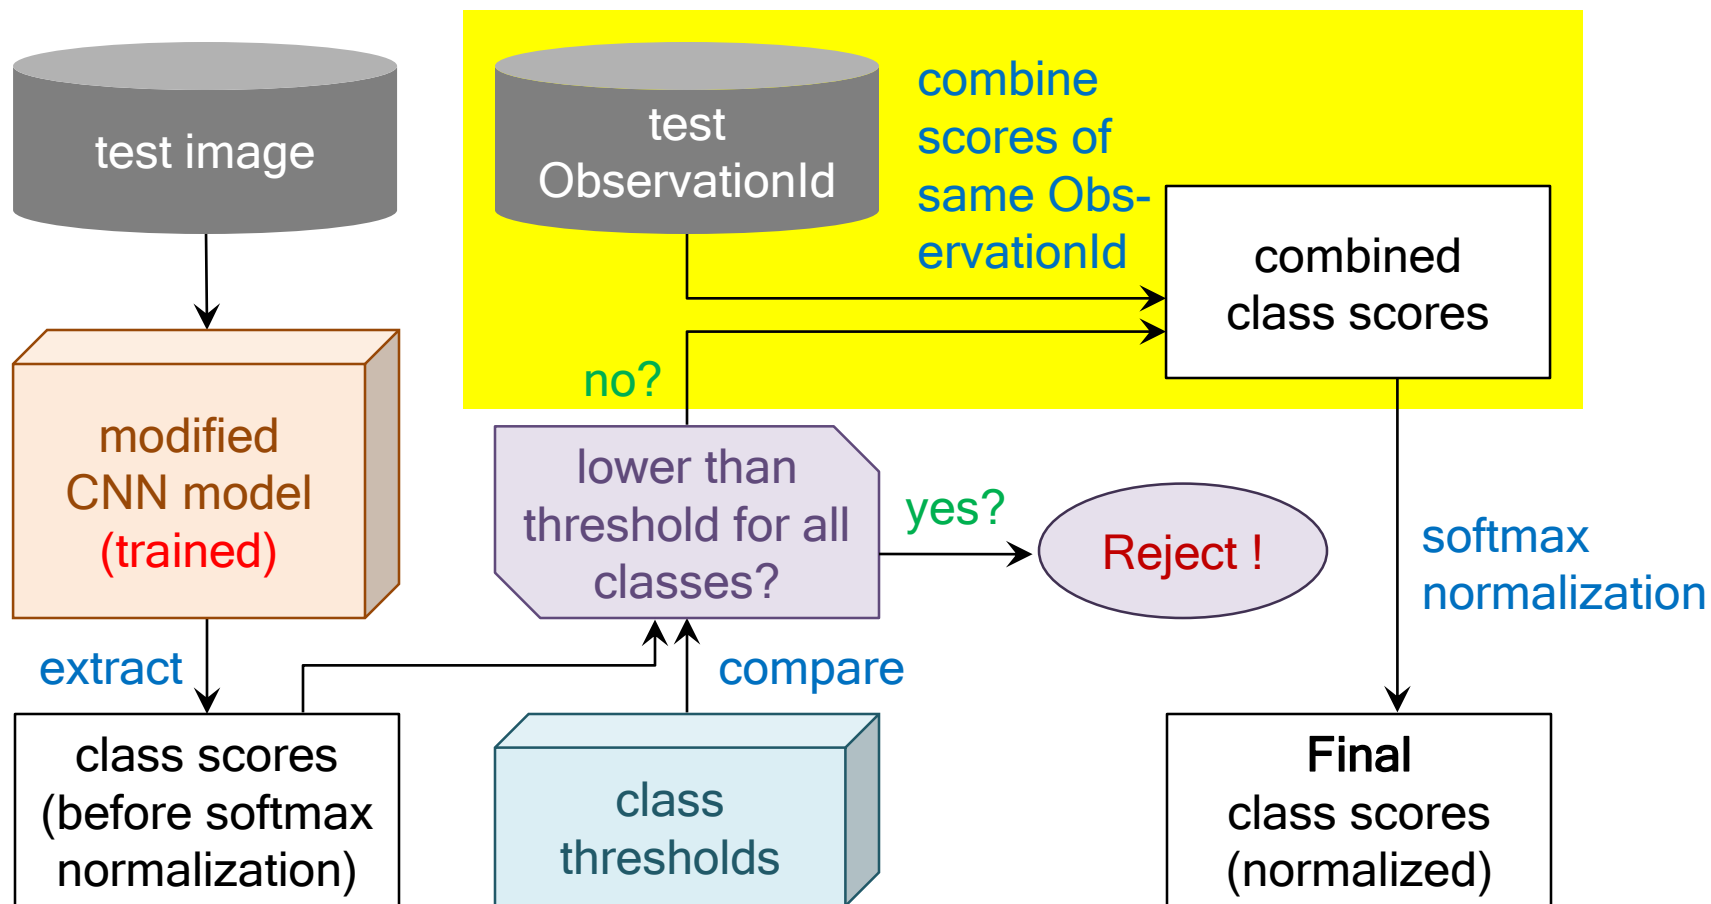 test image
test
ObservationId
combine
scores of
same Obs-
ervationId
combined
class scores
no?
modified
CNN model
(trained)
lower than
threshold for all
classes?
yes?
Reject !
softmax
normalization
extract
compare
class scores
(before softmax
normalization)
class
thresholds
Final
class scores
(normalized)